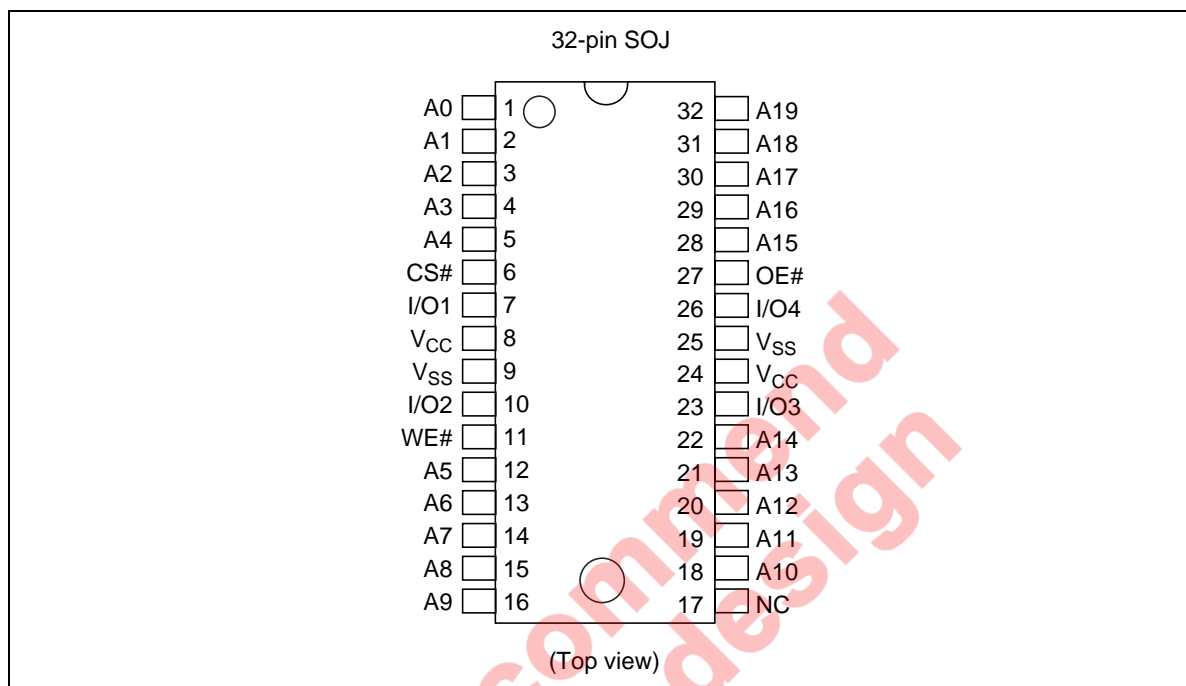 32-pin SOJ
A0 1 32 A19
A1 2 31 A18
A2 3 30 A17
A3 4 29 A16
A4 5 28 A15
CS# 6 27 OE#
I/O1 7 26 I/O4
VCC 8 25 VSS
VSS 9 24 VCC
I/O2 10 23 I/O3
WE# 11 22 A14
A5 12 21 A13
A6 13 20 A12
A7 14 19 A11
A8 15 18 A10
A9 16 17 NC
(Top view)
commend
design